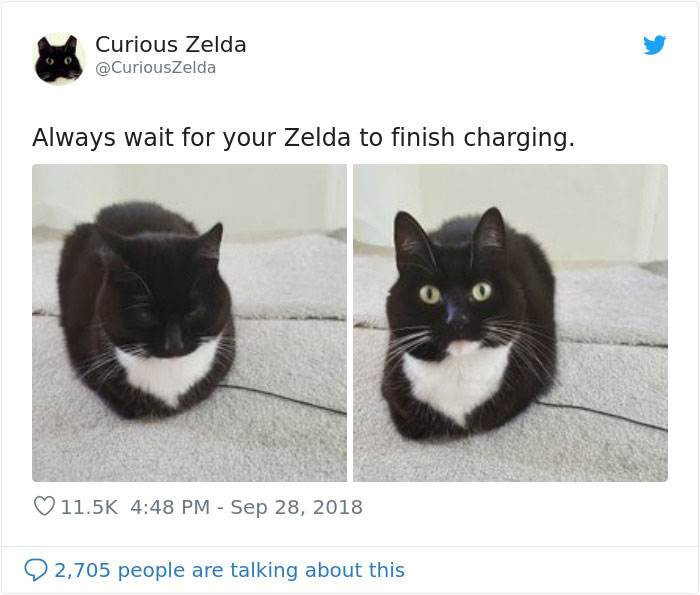 Curious Zelda
@CuriousZelda
Always wait for your Zelda to finish charging.
11.5K 4:48 PM - Sep 28, 2018
2,705 people are talking about this